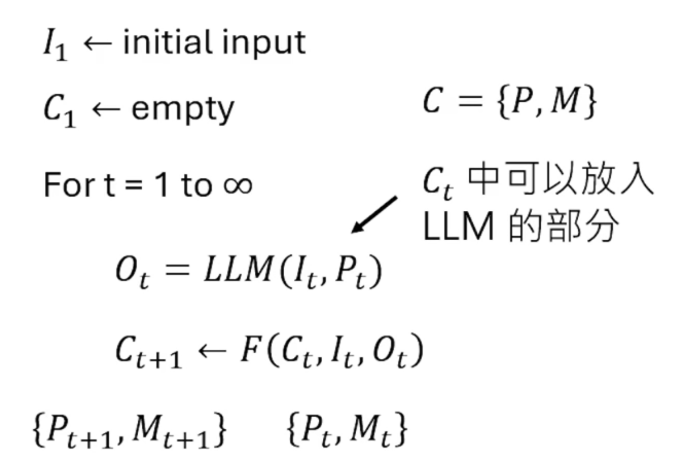 I₁ ← initial input
C₁ ← empty
C = {P, M}
For t = 1 to ∞
Cₜ 中可以放入
LLM 的部分
Oₜ = LLM(Iₜ, Pₜ)
Cₜ₊₁ ← F(Cₜ, Iₜ, Oₜ)
{Pₜ₊₁, Mₜ₊₁} {Pₜ, Mₜ}